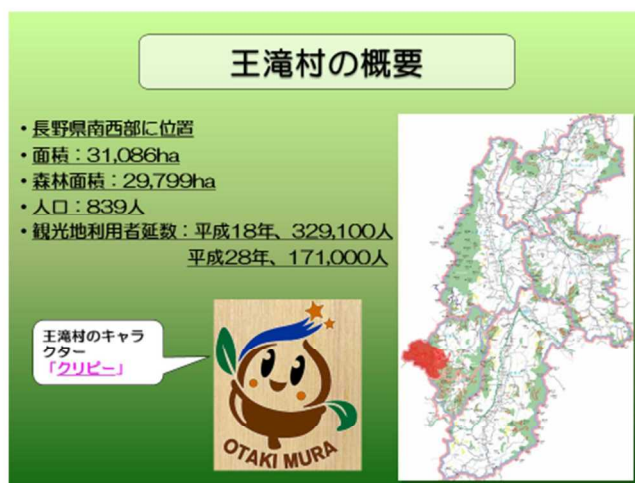 王滝村の概要
・長野県南西部に位置
・面積：31,086ha
・森林面積：29,799ha
・人口：839人
・観光地利用者延数：平成18年、329,100人
平成28年、171,000人
王滝村のキャラ
クター
「クリピー」
OTAKI MURA